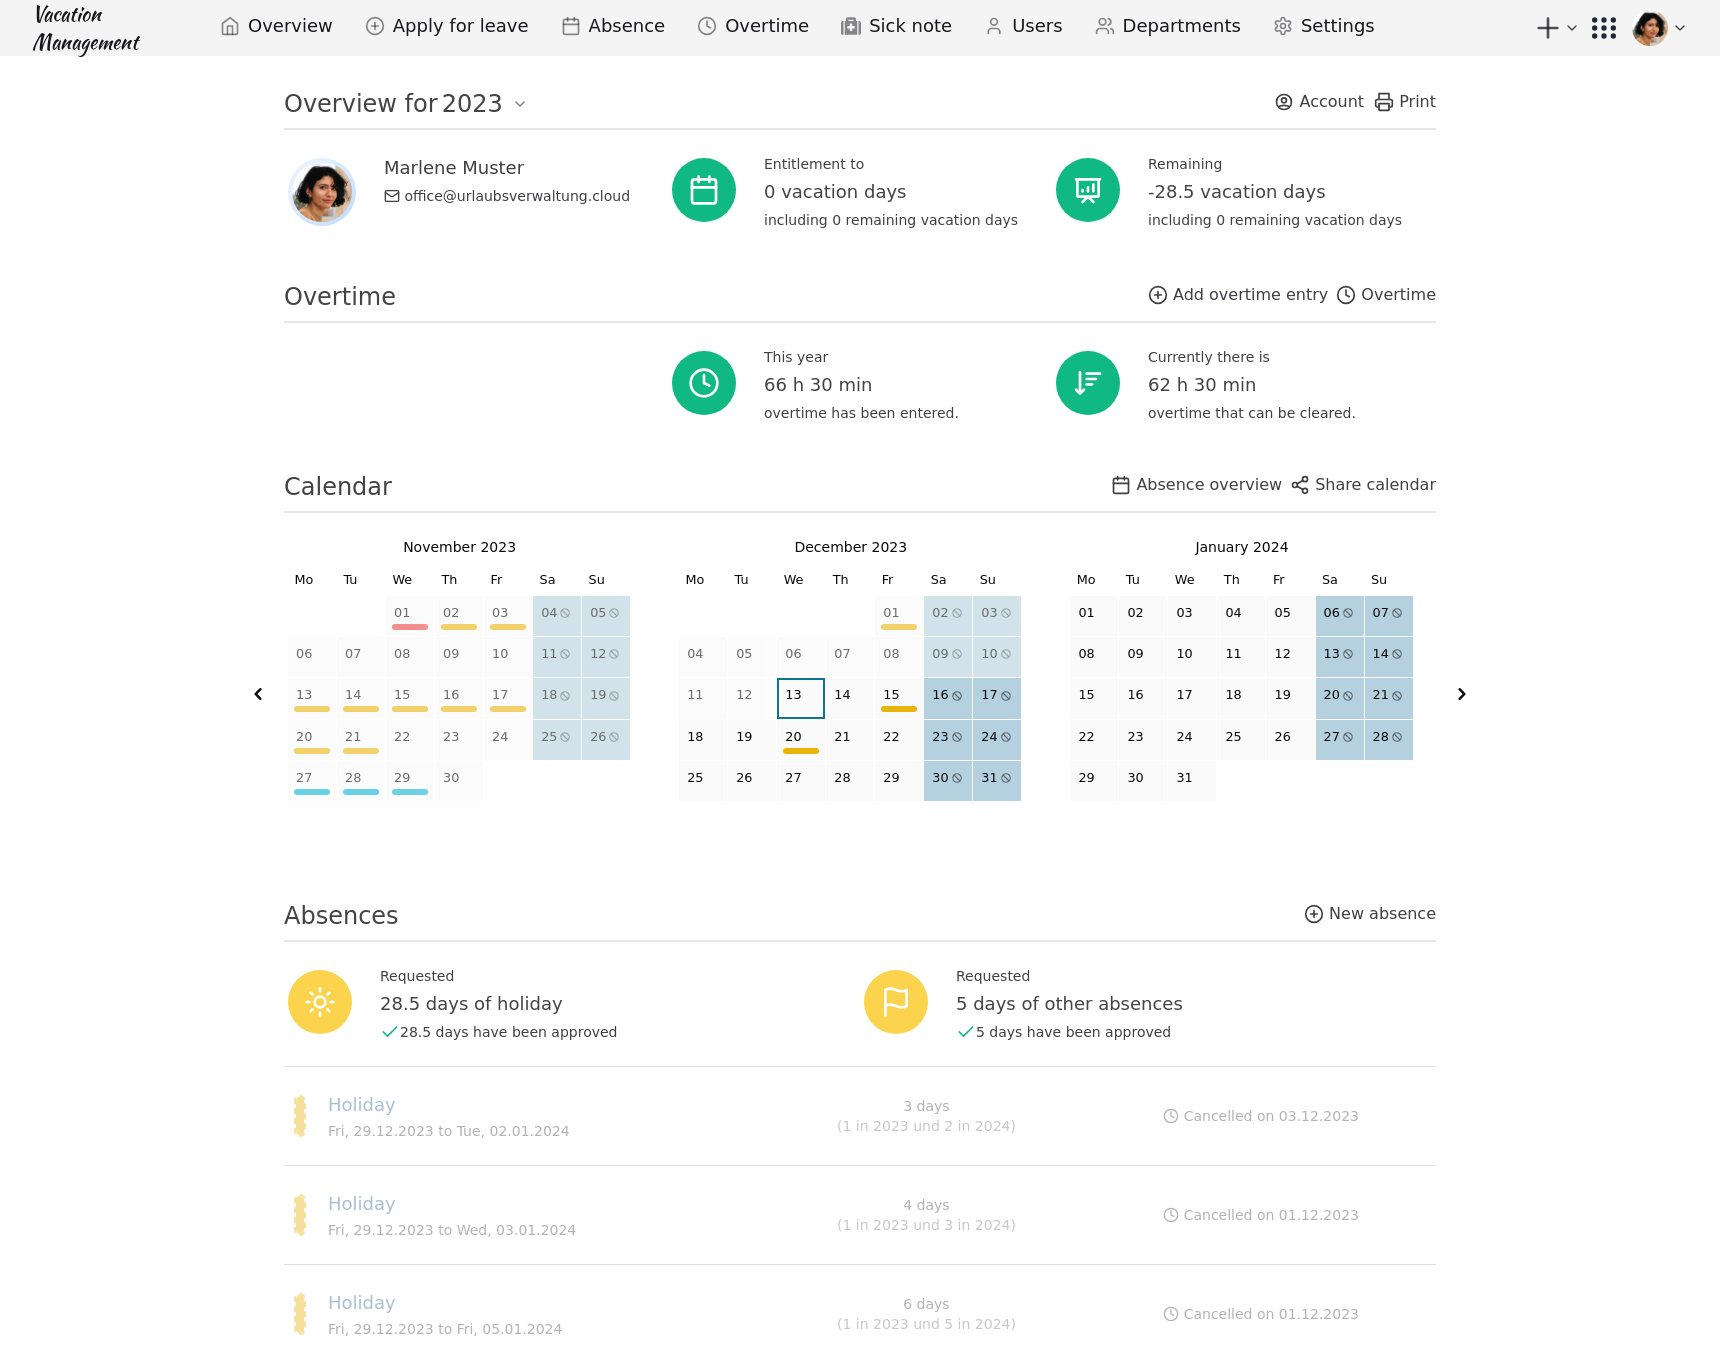 Vacation
Management
Overview
Apply for leave
Absence
Overtime
Sick note
Users
Departments
Settings
Overview for 2023
Account
Print
Marlene Muster
office@urlaubsverwaltung.cloud
Entitlement to
0 vacation days
including 0 remaining vacation days
Remaining
-28.5 vacation days
including 0 remaining vacation days
Overtime
Add overtime entry
Overtime
This year
66 h 30 min
overtime has been entered.
Currently there is
62 h 30 min
overtime that can be cleared.
Calendar
Absence overview
Share calendar
November 2023
Mo Tu We Th Fr Sa Su
01 02 03 04 05
06 07 08 09 10 11 12
13 14 15 16 17 18 19
20 21 22 23 24 25 26
27 28 29 30
December 2023
Mo Tu We Th Fr Sa Su
01 02 03
04 05 06 07 08 09 10
11 12 13 14 15 16 17
18 19 20 21 22 23 24
25 26 27 28 29 30 31
January 2024
Mo Tu We Th Fr Sa Su
01 02 03 04 05 06 07
08 09 10 11 12 13 14
15 16 17 18 19 20 21
22 23 24 25 26 27 28
29 30 31
Absences
New absence
Requested
28.5 days of holiday
28.5 days have been approved
Requested
5 days of other absences
5 days have been approved
Holiday
Fri, 29.12.2023 to Tue, 02.01.2024
3 days
(1 in 2023 und 2 in 2024)
Cancelled on 03.12.2023
Holiday
Fri, 29.12.2023 to Wed, 03.01.2024
4 days
(1 in 2023 und 3 in 2024)
Cancelled on 01.12.2023
Holiday
Fri, 29.12.2023 to Fri, 05.01.2024
6 days
(1 in 2023 und 5 in 2024)
Cancelled on 01.12.2023